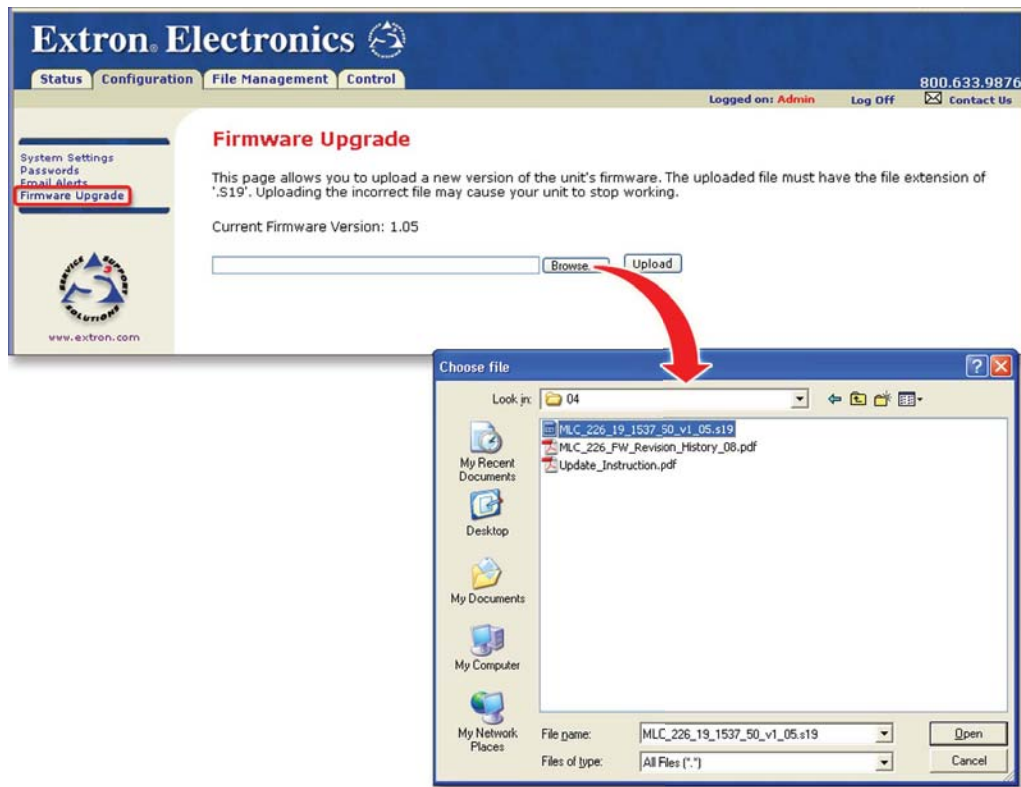 Extron® Electronics
Status Configuration File Management Control
800.633.9876
Logged on: Admin Log Off Contact Us
System Settings
Passwords
Email Alerts
Firmware Upgrade
SERVICE SUPPORT SOLUTIONS
S3
www.extron.com
Firmware Upgrade
This page allows you to upload a new version of the unit's firmware. The uploaded file must have the file extension of
'.S19'. Uploading the incorrect file may cause your unit to stop working.
Current Firmware Version: 1.05
Browse... Upload
Choose file
Look in: 04
MLC_226_19_1537_50_v1_05.s19
MLC_226_FW_Revision_History_08.pdf
Update_Instruction.pdf
My Recent
Documents
Desktop
My Documents
My Computer
My Network
Places
File name: MLC_226_19_1537_50_v1_05.s19 Open
Files of type: All Files (*.*) Cancel